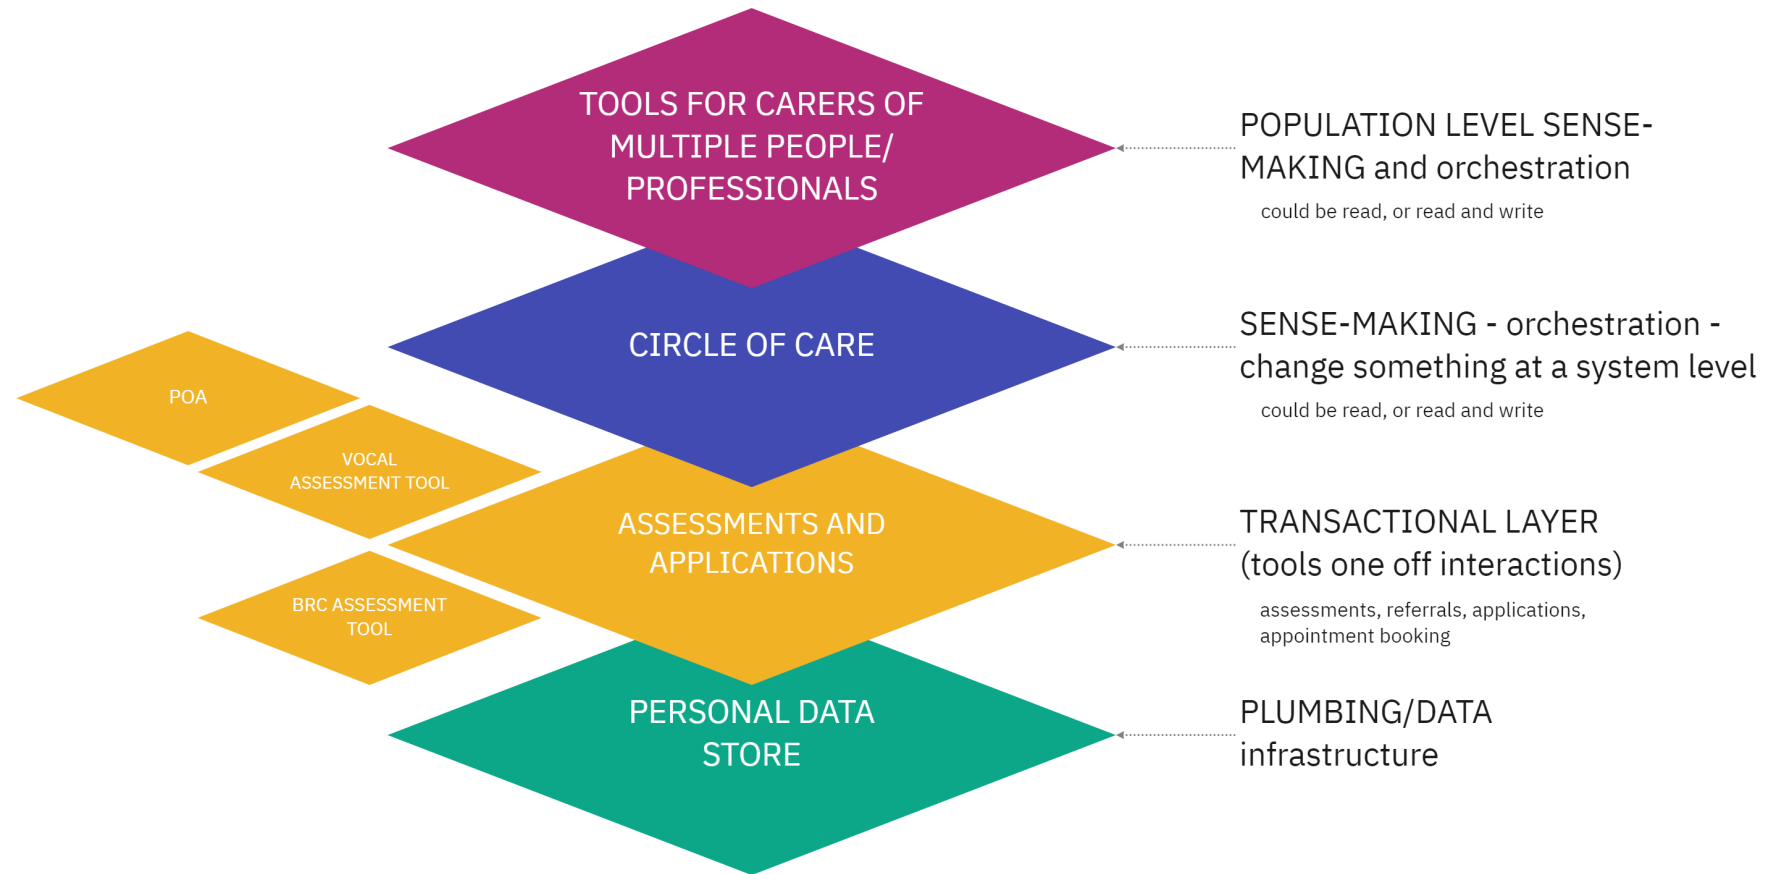 TOOLS FOR CARERS OF
MULTIPLE PEOPLE/
PROFESSIONALS
POPULATION LEVEL SENSE-
MAKING and orchestration
could be read, or read and write
CIRCLE OF CARE
SENSE-MAKING - orchestration -
change something at a system level
could be read, or read and write
POA
VOCAL
ASSESSMENT TOOL
ASSESSMENTS AND
APPLICATIONS
TRANSACTIONAL LAYER
(tools one off interactions)
assessments, referrals, applications,
appointment booking
BRC ASSESSMENT
TOOL
PERSONAL DATA
STORE
PLUMBING/DATA
infrastructure